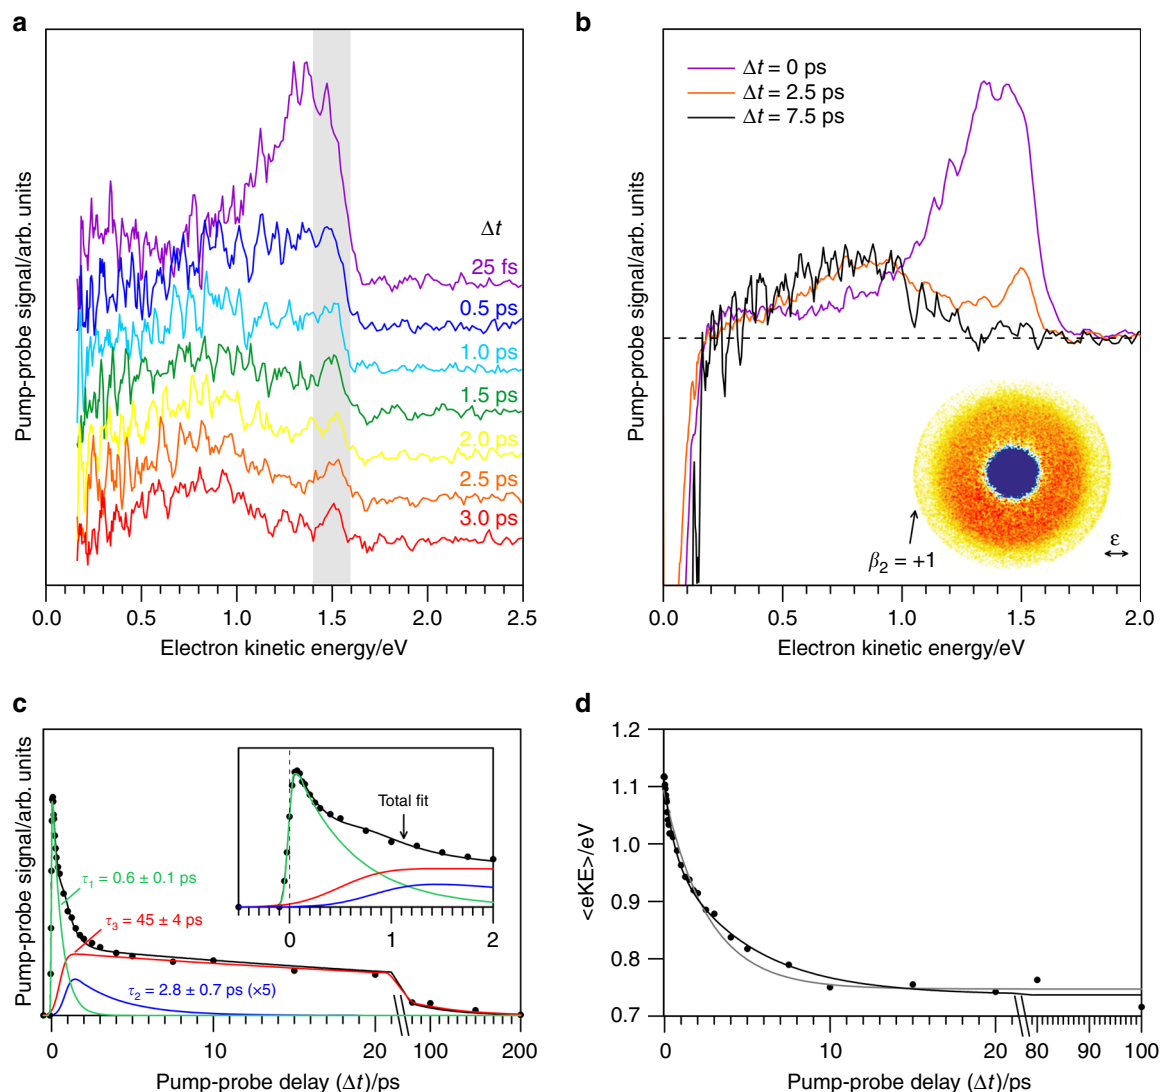 a
Pump-probe signal/arb. units
Δt
25 fs
0.5 ps
1.0 ps
1.5 ps
2.0 ps
2.5 ps
3.0 ps
0.0 0.5 1.0 1.5 2.0 2.5
Electron kinetic energy/eV
b
Pump-probe signal/arb. units
Δt = 0 ps
Δt = 2.5 ps
Δt = 7.5 ps
ε
β₂ = +1
0.0 0.5 1.0 1.5 2.0
Electron kinetic energy/eV
c
Pump-probe signal/arb. units
Total fit
τ₁ = 0.6 ± 0.1 ps
τ₃ = 45 ± 4 ps
τ₂ = 2.8 ± 0.7 ps (×5)
0 1 2
0 10 20 100 200
Pump-probe delay (Δt)/ps
d
<eKE>/eV
1.2
1.1
1.0
0.9
0.8
0.7
0 10 20 80 90 100
Pump-probe delay (Δt)/ps